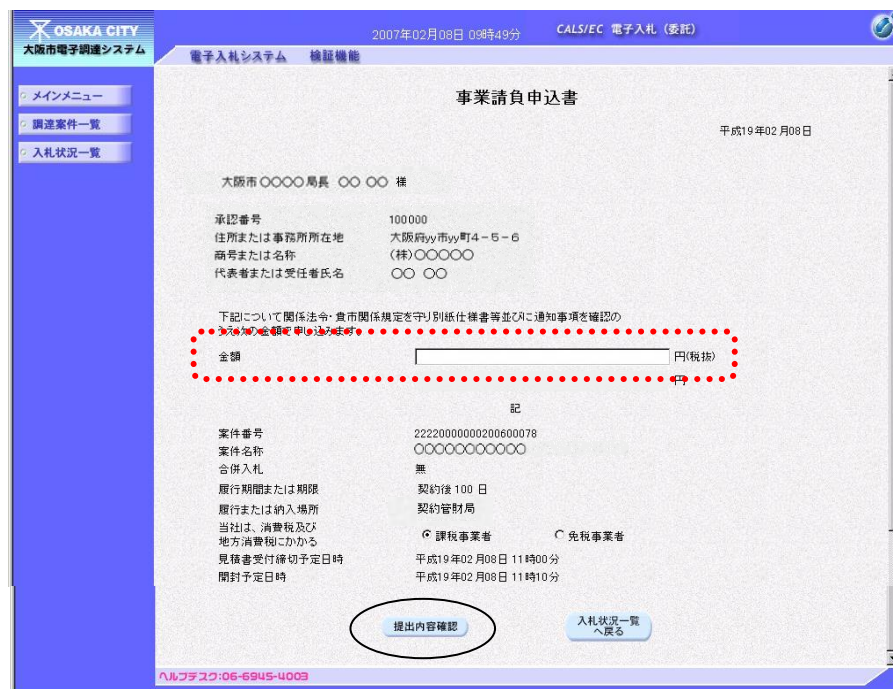 OSAKA CITY
大阪市電子調達システム
2007年02月08日 09時49分
CALS/EC 電子入札(委託)
電子入札システム 検証機能
メインメニュー
調達案件一覧
入札状況一覧
事業請負申込書
平成19年02月08日
大阪市○○○○局長 ○○ ○○ 様
承認番号 100000
住所または事務所所在地 大阪府yy市yy町4-5-6
商号または名称 (株)○○○○○
代表者または受任者氏名 ○○ ○○
下記について関係法令・貴市関係規定を守り別紙仕様書等並びに通知事項を確認の
うえ次の金額で申し込みます。
金額 円(税抜)
円
記
案件番号 22220000000200600078
案件名称 ○○○○○○○○○○○
合併入札 無
履行期間または期限 契約後 100 日
履行または納入場所 契約管財局
当社は、消費税及び
地方消費税にかかる 課税事業者 免税事業者
見積書受付締切予定日時 平成19年02月08日 11時00分
開封予定日時 平成19年02月08日 11時10分
提出内容確認
入札状況一覧
へ戻る
ヘルプデスク:06-6945-4003